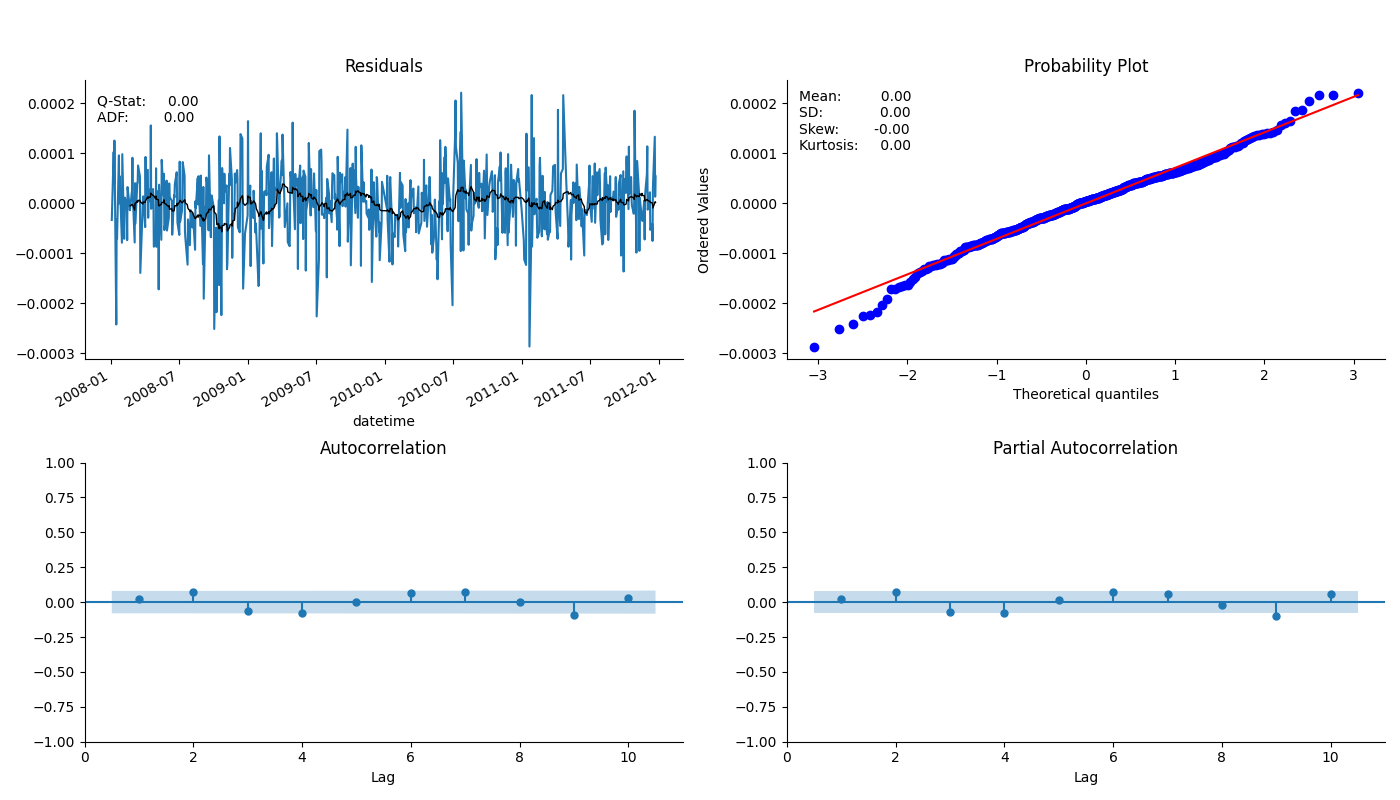 Residuals
Q-Stat: 0.00
ADF: 0.00
0.0002
0.0001
0.0000
−0.0001
−0.0002
−0.0003
2008-01 2008-07 2009-01 2009-07 2010-01 2010-07 2011-01 2011-07 2012-01
datetime
Probability Plot
Mean: 0.00
SD: 0.00
Skew: -0.00
Kurtosis: 0.00
Ordered Values
0.0002
0.0001
0.0000
−0.0001
−0.0002
−0.0003
−3 −2 −1 0 1 2 3
Theoretical quantiles
Autocorrelation
1.00
0.75
0.50
0.25
0.00
−0.25
−0.50
−0.75
−1.00
0 2 4 6 8 10
Lag
Partial Autocorrelation
1.00
0.75
0.50
0.25
0.00
−0.25
−0.50
−0.75
−1.00
0 2 4 6 8 10
Lag